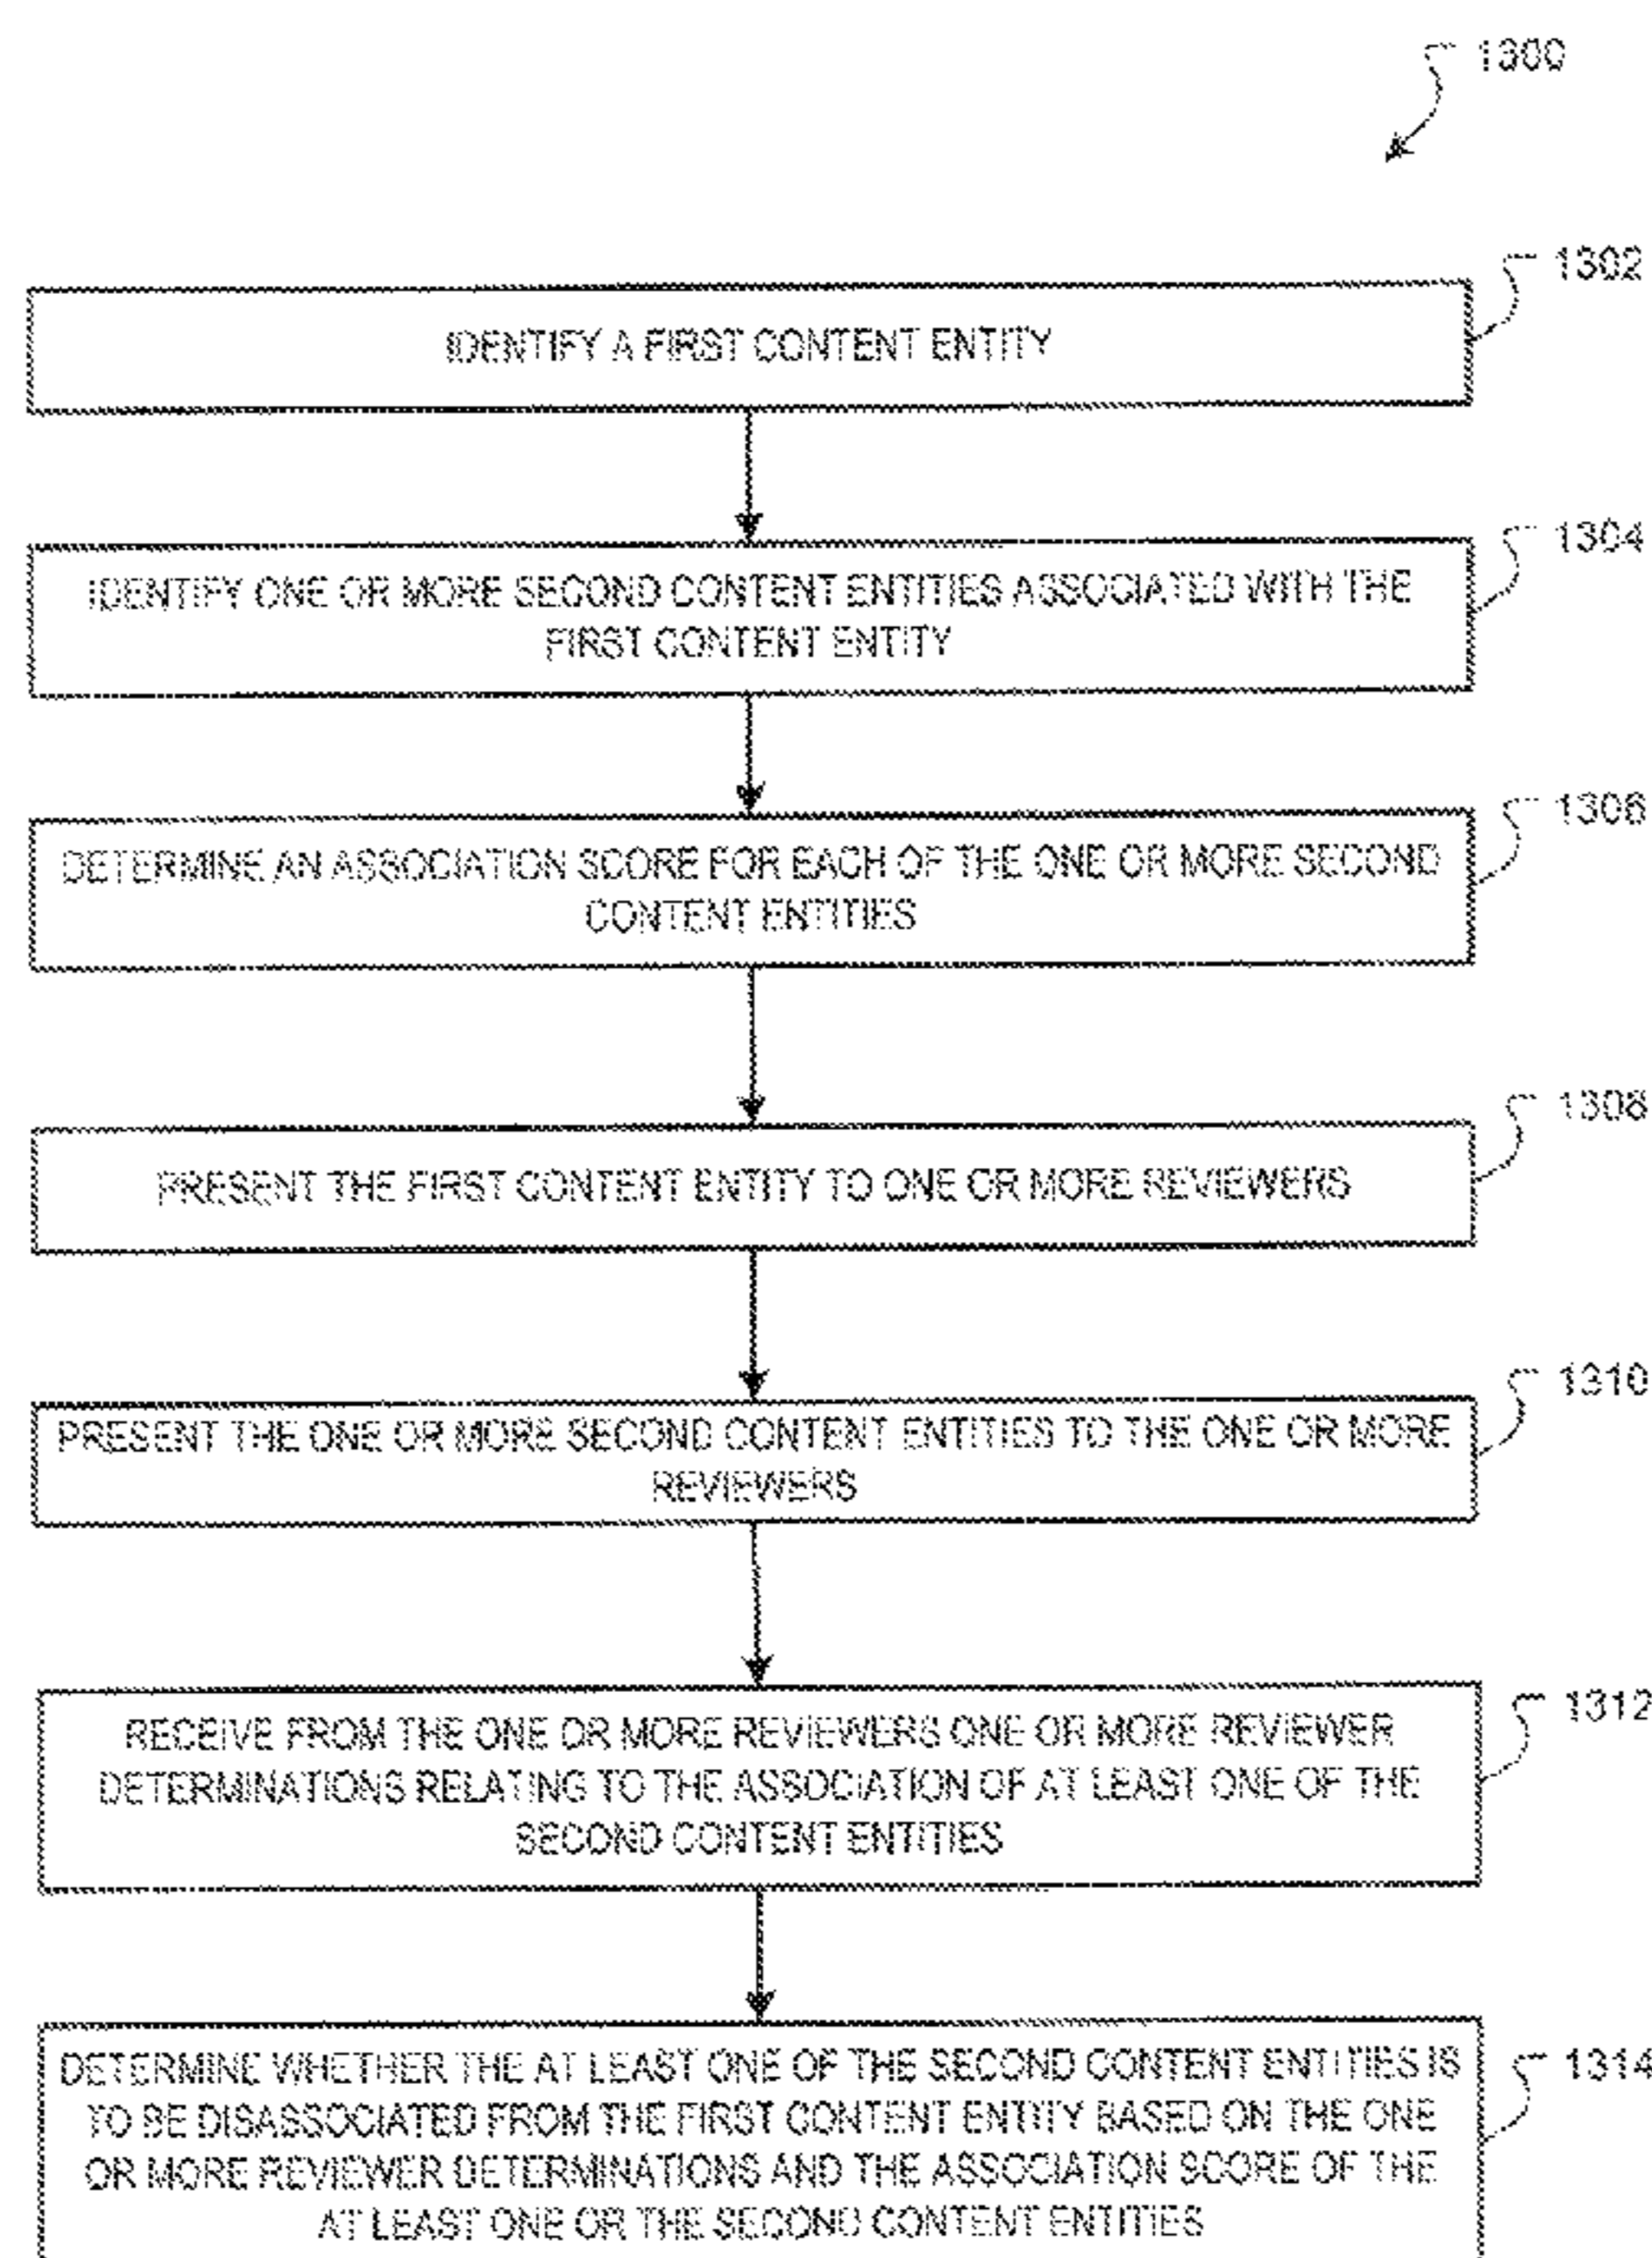 1300
1302
IDENTIFY A FIRST CONTENT ENTITY
1304
IDENTIFY ONE OR MORE SECOND CONTENT ENTITIES ASSOCIATED WITH THE
FIRST CONTENT ENTITY
1306
DETERMINE AN ASSOCIATION SCORE FOR EACH OF THE ONE OR MORE SECOND
CONTENT ENTITIES
1308
PRESENT THE FIRST CONTENT ENTITY TO ONE OR MORE REVIEWERS
1310
PRESENT THE ONE OR MORE SECOND CONTENT ENTITIES TO THE ONE OR MORE
REVIEWERS
1312
RECEIVE FROM THE ONE OR MORE REVIEWERS ONE OR MORE REVIEWER
DETERMINATIONS RELATING TO THE ASSOCIATION OF AT LEAST ONE OF THE
SECOND CONTENT ENTITIES
1314
DETERMINE WHETHER THE AT LEAST ONE OF THE SECOND CONTENT ENTITIES IS
TO BE DISASSOCIATED FROM THE FIRST CONTENT ENTITY BASED ON THE ONE
OR MORE REVIEWER DETERMINATIONS AND THE ASSOCIATION SCORE OF THE
AT LEAST ONE OR THE SECOND CONTENT ENTITIES